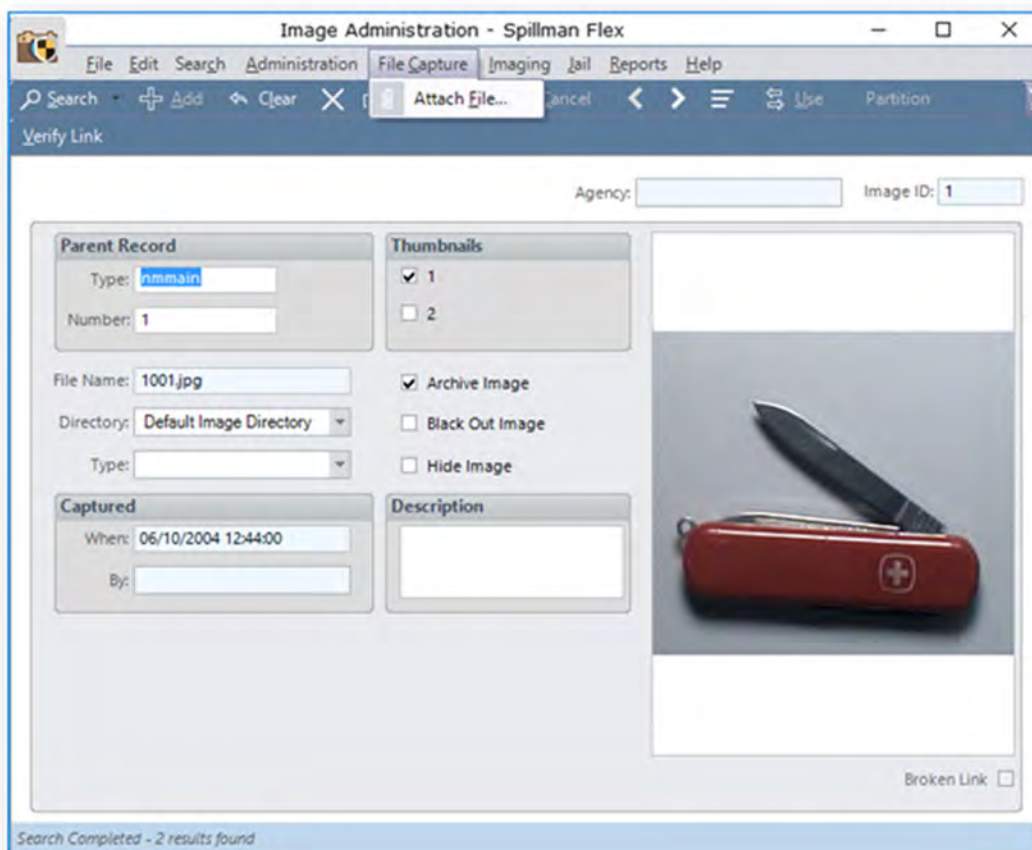 Image Administration - Spillman Flex
File Edit Search Administration File Capture Imaging Jail Reports Help
Search Add Clear Attach File... Cancel Use Partition
Verify Link
Agency: Image ID: 1
Parent Record Thumbnails
Type: nmmain 1
Number: 1 2
File Name: 1001.jpg Archive Image
Directory: Default Image Directory Black Out Image
Type: Hide Image
Captured Description
When: 06/10/2004 12:44:00
By:
Broken Link
Search Completed - 2 results found